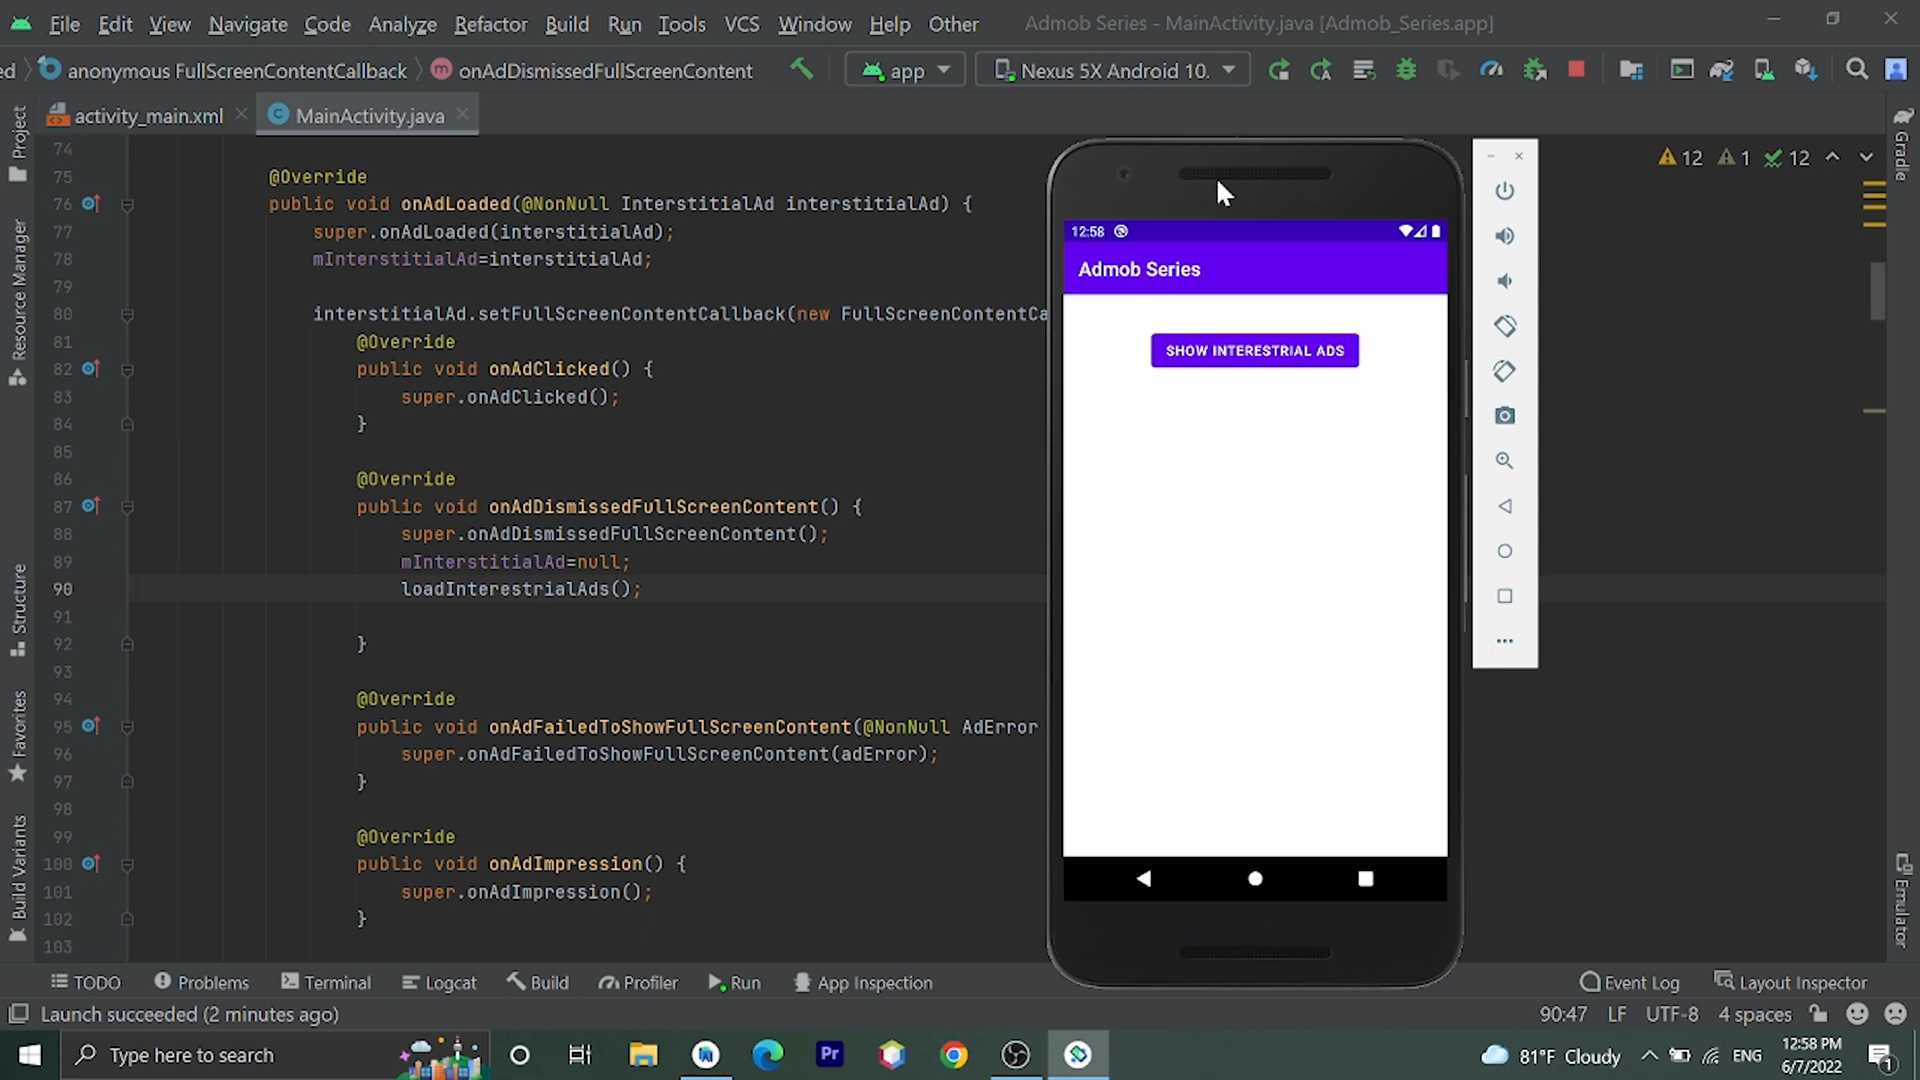 File Edit View Navigate Code Analyze Refactor Build Run Tools VCS Window Help Other Admob Series - MainActivity.java [Admob_Series.app]
ed anonymous FullScreenContentCallback onAdDismissedFullScreenContent app Nexus 5X Android 10.
activity_main.xml MainActivity.java
12 1 12
Project
Resource Manager
Structure
Favorites
Build Variants
Gradle
Emulator
74
75 @Override
76 public void onAdLoaded(@NonNull InterstitialAd interstitialAd) {
77 super.onAdLoaded(interstitialAd);
78 mInterstitialAd=interstitialAd;
79
80 interstitialAd.setFullScreenContentCallback(new FullScreenContentCa
81 @Override
82 public void onAdClicked() {
83 super.onAdClicked();
84 }
85
86 @Override
87 public void onAdDismissedFullScreenContent() {
88 super.onAdDismissedFullScreenContent();
89 mInterstitialAd=null;
90 loadInterestrialAds();
91
92 }
93
94 @Override
95 public void onAdFailedToShowFullScreenContent(@NonNull AdError
96 super.onAdFailedToShowFullScreenContent(adError);
97 }
98
99 @Override
100 public void onAdImpression() {
101 super.onAdImpression();
102 }
103
12:58
Admob Series
SHOW INTERESTRIAL ADS
TODO Problems Terminal Logcat Build Profiler Run App Inspection Event Log Layout Inspector
Launch succeeded (2 minutes ago) 90:47 LF UTF-8 4 spaces
Type here to search Pr 81°F Cloudy ENG 12:58 PM
6/7/2022 1